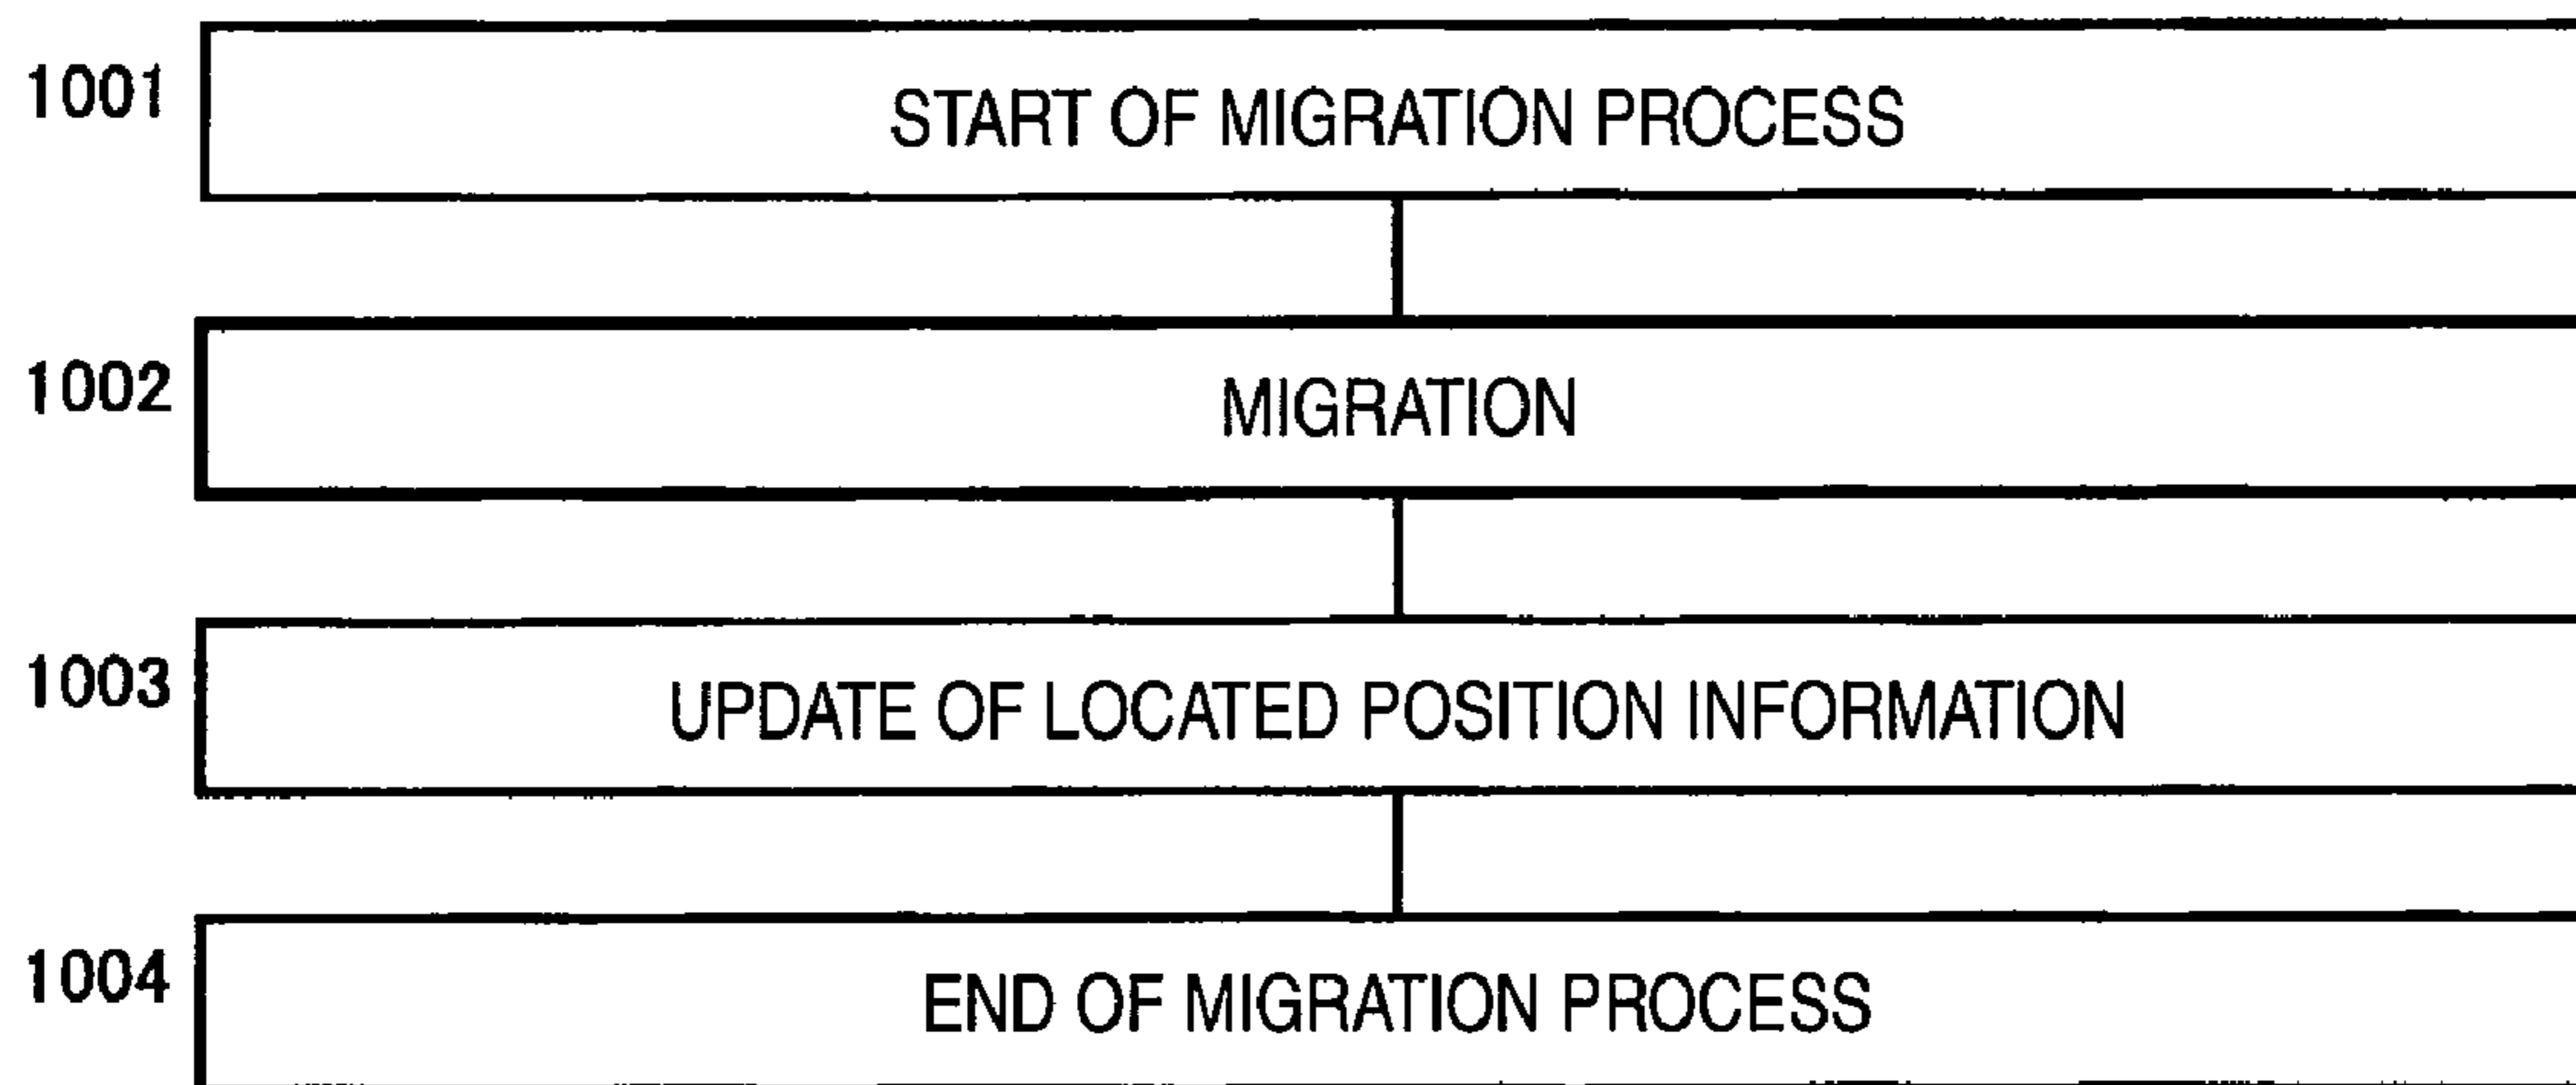 1001 START OF MIGRATION PROCESS
1002 MIGRATION
1003 UPDATE OF LOCATED POSITION INFORMATION
1004 END OF MIGRATION PROCESS